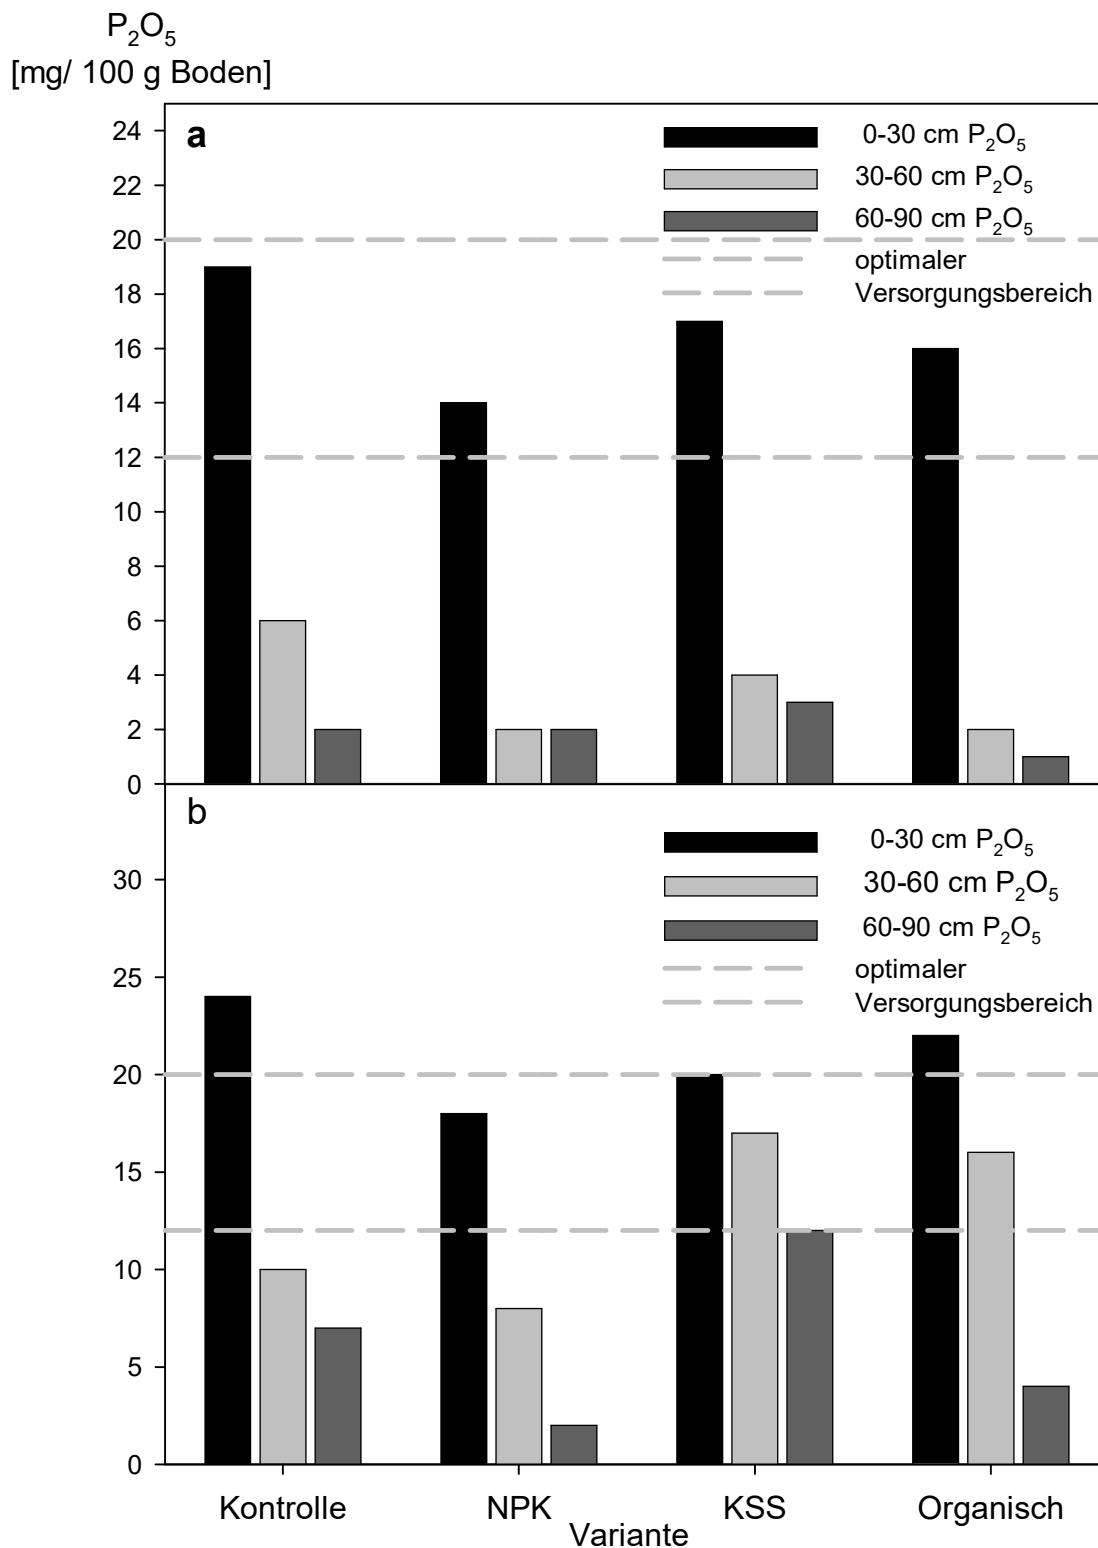 P₂O₅
[mg/ 100 g Boden]
a
24
22
20
18
16
14
12
10
8
6
4
2
0
0-30 cm P₂O₅
30-60 cm P₂O₅
60-90 cm P₂O₅
optimaler
Versorgungsbereich
b
30
25
20
15
10
5
0
0-30 cm P₂O₅
30-60 cm P₂O₅
60-90 cm P₂O₅
optimaler
Versorgungsbereich
Kontrolle NPK KSS Organisch
Variante